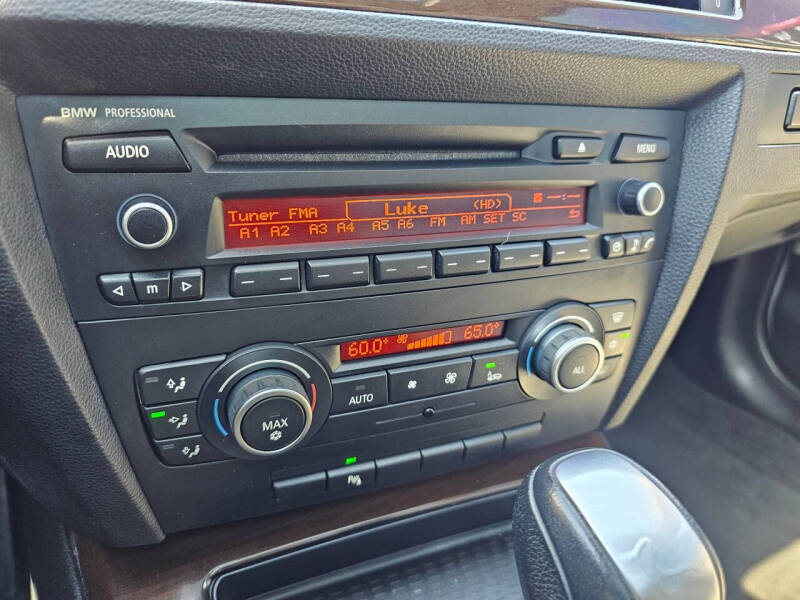 BMW PROFESSIONAL
AUDIO
MENU
Tuner FMA Luke <HD> --:--
A1 A2 A3 A4 A5 A6 FM AM SET SC
m
60.0° 65.0°
MAX
AUTO
ALL